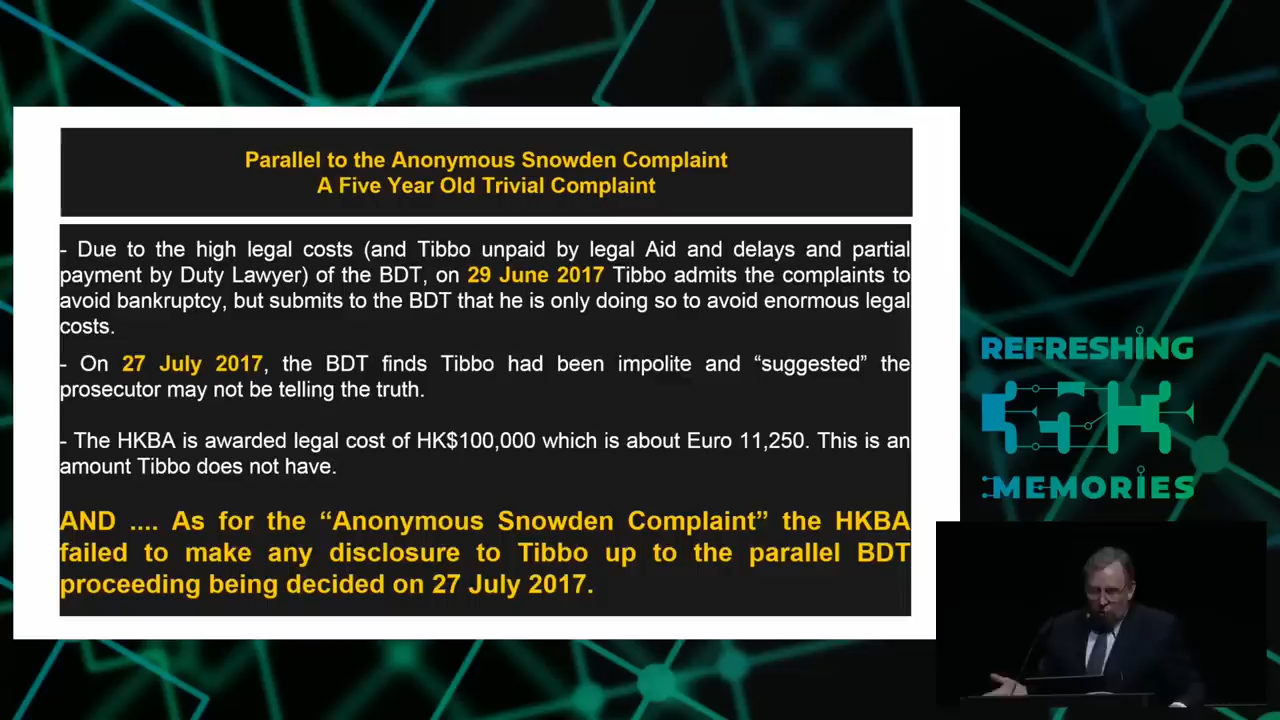 Parallel to the Anonymous Snowden Complaint
A Five Year Old Trivial Complaint
- Due to the high legal costs (and Tibbo unpaid by legal Aid and delays and partial
payment by Duty Lawyer) of the BDT, on 29 June 2017 Tibbo admits the complaints to
avoid bankruptcy, but submits to the BDT that he is only doing so to avoid enormous legal
costs.
- On 27 July 2017, the BDT finds Tibbo had been impolite and “suggested” the
prosecutor may not be telling the truth.
- The HKBA is awarded legal cost of HK$100,000 which is about Euro 11,250. This is an
amount Tibbo does not have.
AND .... As for the “Anonymous Snowden Complaint” the HKBA
failed to make any disclosure to Tibbo up to the parallel BDT
proceeding being decided on 27 July 2017.
REFRESHING
MEMORIES